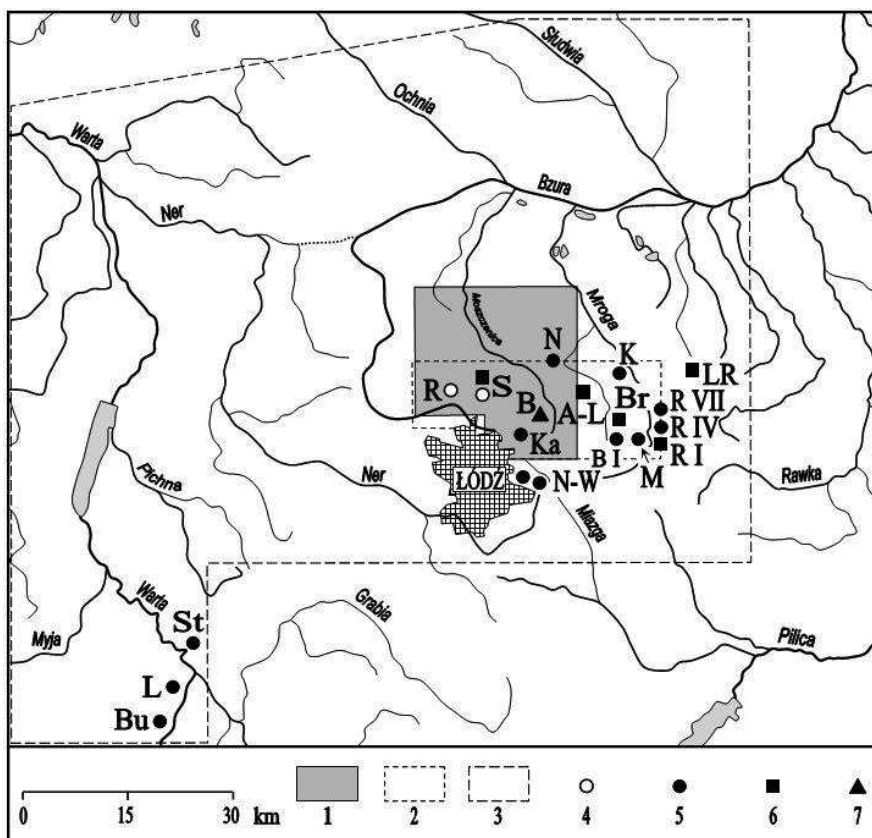 Słudwia
Ochnia
Warta
Bzura
Ner
Moszczenica
Mroga
N
K
LR
R
S
B
A-L
Br
R VII
R IV
Ka
B I
M
R I
ŁÓDŹ
N-W
Ner
Pichna
Rawka
Miazga
Warta
Grabia
Myja
St
Pilica
L
Bu
0 15 30 km 1 2 3 4 5 6 7